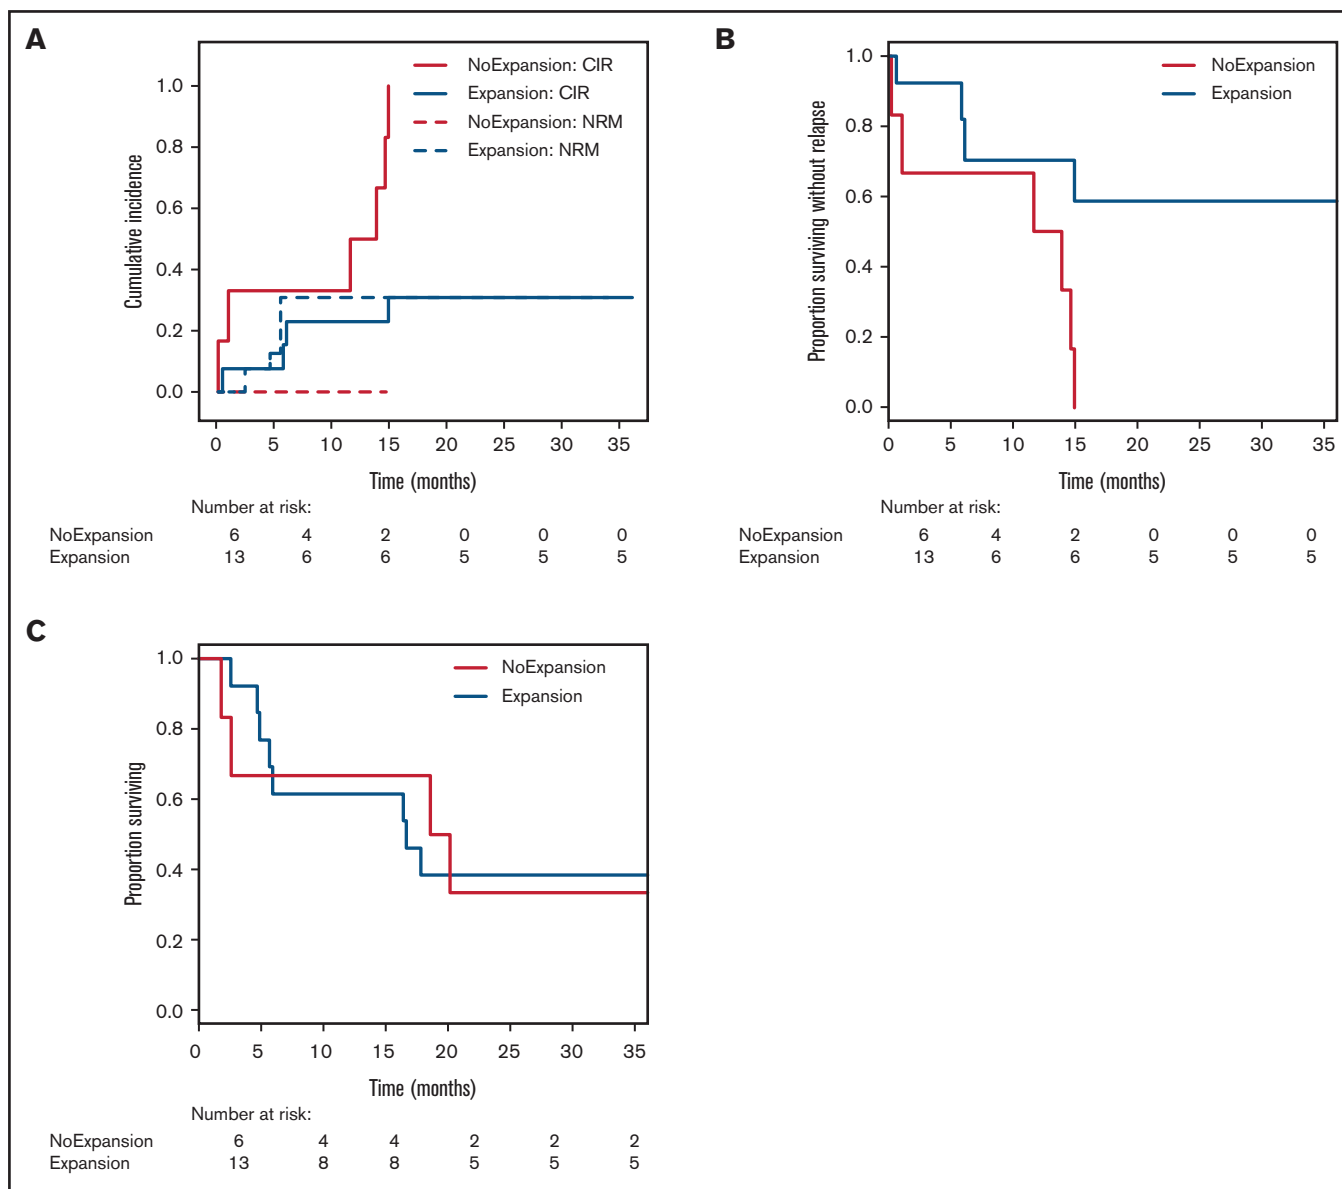 A
NoExpansion: CIR
Expansion: CIR
NoExpansion: NRM
Expansion: NRM
Cumulative incidence
1.0
0.8
0.6
0.4
0.2
0.0
0 5 10 15 20 25 30 35
Time (months)
Number at risk:
NoExpansion 6 4 2 0 0 0
Expansion 13 6 6 5 5 5
B
NoExpansion
Expansion
Proportion surviving without relapse
1.0
0.8
0.6
0.4
0.2
0.0
0 5 10 15 20 25 30 35
Time (months)
Number at risk:
NoExpansion 6 4 2 0 0 0
Expansion 13 6 6 5 5 5
C
NoExpansion
Expansion
Proportion surviving
1.0
0.8
0.6
0.4
0.2
0.0
0 5 10 15 20 25 30 35
Time (months)
Number at risk:
NoExpansion 6 4 4 2 2 2
Expansion 13 8 8 5 5 5